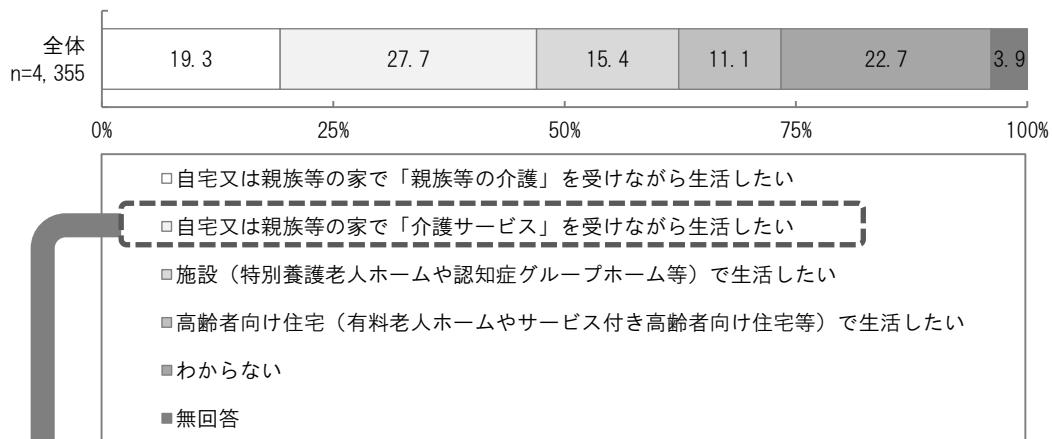 全体
n=4,355
19.3 27.7 15.4 11.1 22.7 3.9
0% 25% 50% 75% 100%
□自宅又は親族等の家で「親族等の介護」を受けながら生活したい
□自宅又は親族等の家で「介護サービス」を受けながら生活したい
■施設（特別養護老人ホームや認知症グループホーム等）で生活したい
■高齢者向け住宅（有料老人ホームやサービス付き高齢者向け住宅等）で生活したい
■わからない
■無回答